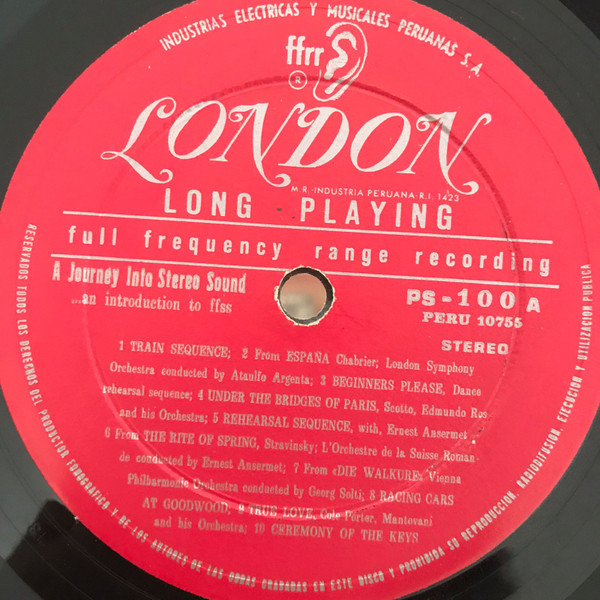 INDUSTRIAS ELECTRICAS Y MUSICALES PERUANAS S.A.
ffrr
®
LONDON
M.R.-INDUSTRIA PERUANA-R.I. 1423
LONG PLAYING
full frequency range recording
A Journey Into Stereo Sound
...an introduction to ffss
PS-100 A
PERU 10755
STEREO
1 TRAIN SEQUENCE; 2 From ESPAÑA Chabrier; London Symphony
Orchestra conducted by Ataulfo Argenta; 3 BEGINNERS PLEASE, Dance
rehearsal sequence; 4 UNDER THE BRIDGES OF PARIS, Scotto, Edmundo Ros
and his Orchestra; 5 REHEARSAL SEQUENCE, with, Ernest Ansermet
6 From THE RITE OF SPRING, Stravinsky; L'Orchestre de la Suisse Roman-
de conducted by Ernest Ansermet; 7 From «DIE WALKURE» Vienna
Philharmonic Orchestra conducted by Georg Solti; 8 RACING CARS
AT GOODWOOD; 9 TRUE LOVE, Cole Porter, Mantovani
and his Orchestra; 10 CEREMONY OF THE KEYS
RESERVADOS TODOS LOS DERECHOS DEL PRODUCTOR FONOGRAFICO Y DE LOS AUTORES DE LAS OBRAS GRABADAS EN ESTE DISCO Y PROHIBIDA SU REPRODUCCION, RADIODIFUSION, EJECUCION Y UTILIZACION PUBLICA